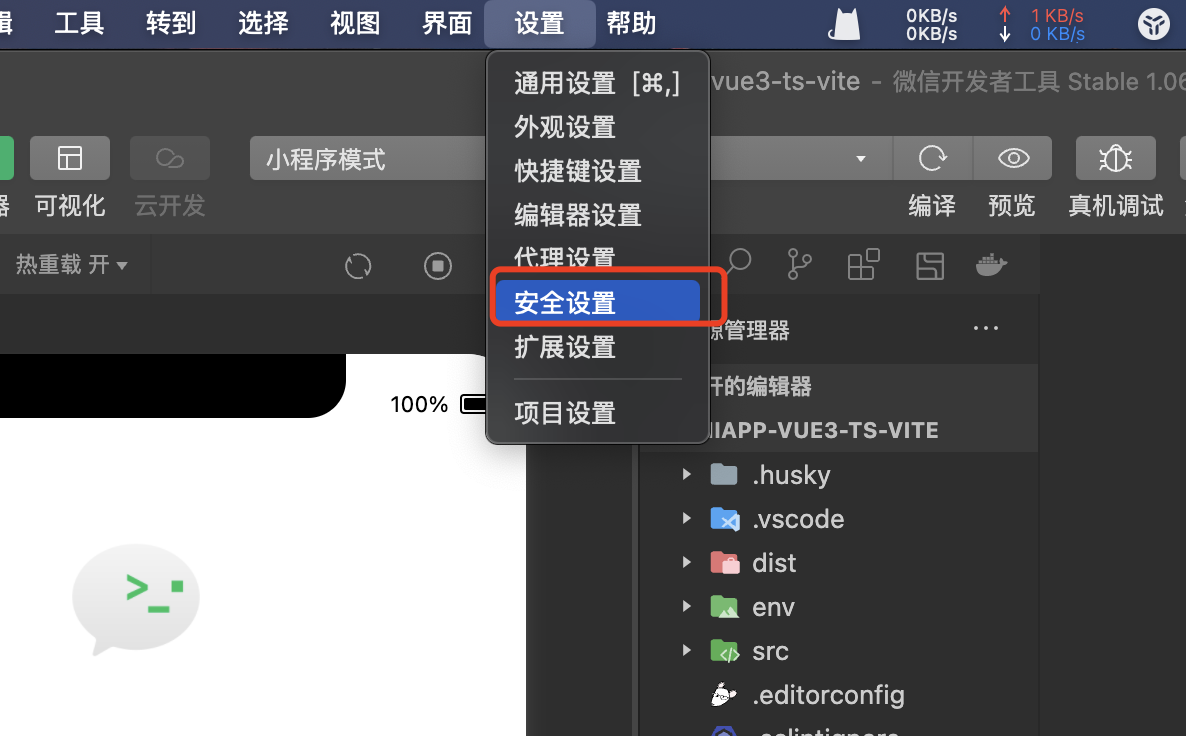 工具 转到 选择 视图 界面 设置 帮助 0KB/s 0KB/s 1 KB/s 0 KB/s
vue3-ts-vite - 微信开发者工具 Stable 1.06
通用设置 [⌘,]
外观设置
快捷键设置
编辑器设置
代理设置
安全设置
扩展设置
项目设置
小程序模式
可视化 云开发 编译 预览 真机调试
热重载 开
源管理器
开的编辑器
IAPP-VUE3-TS-VITE
100%
>_
.husky
.vscode
dist
env
src
.editorconfig